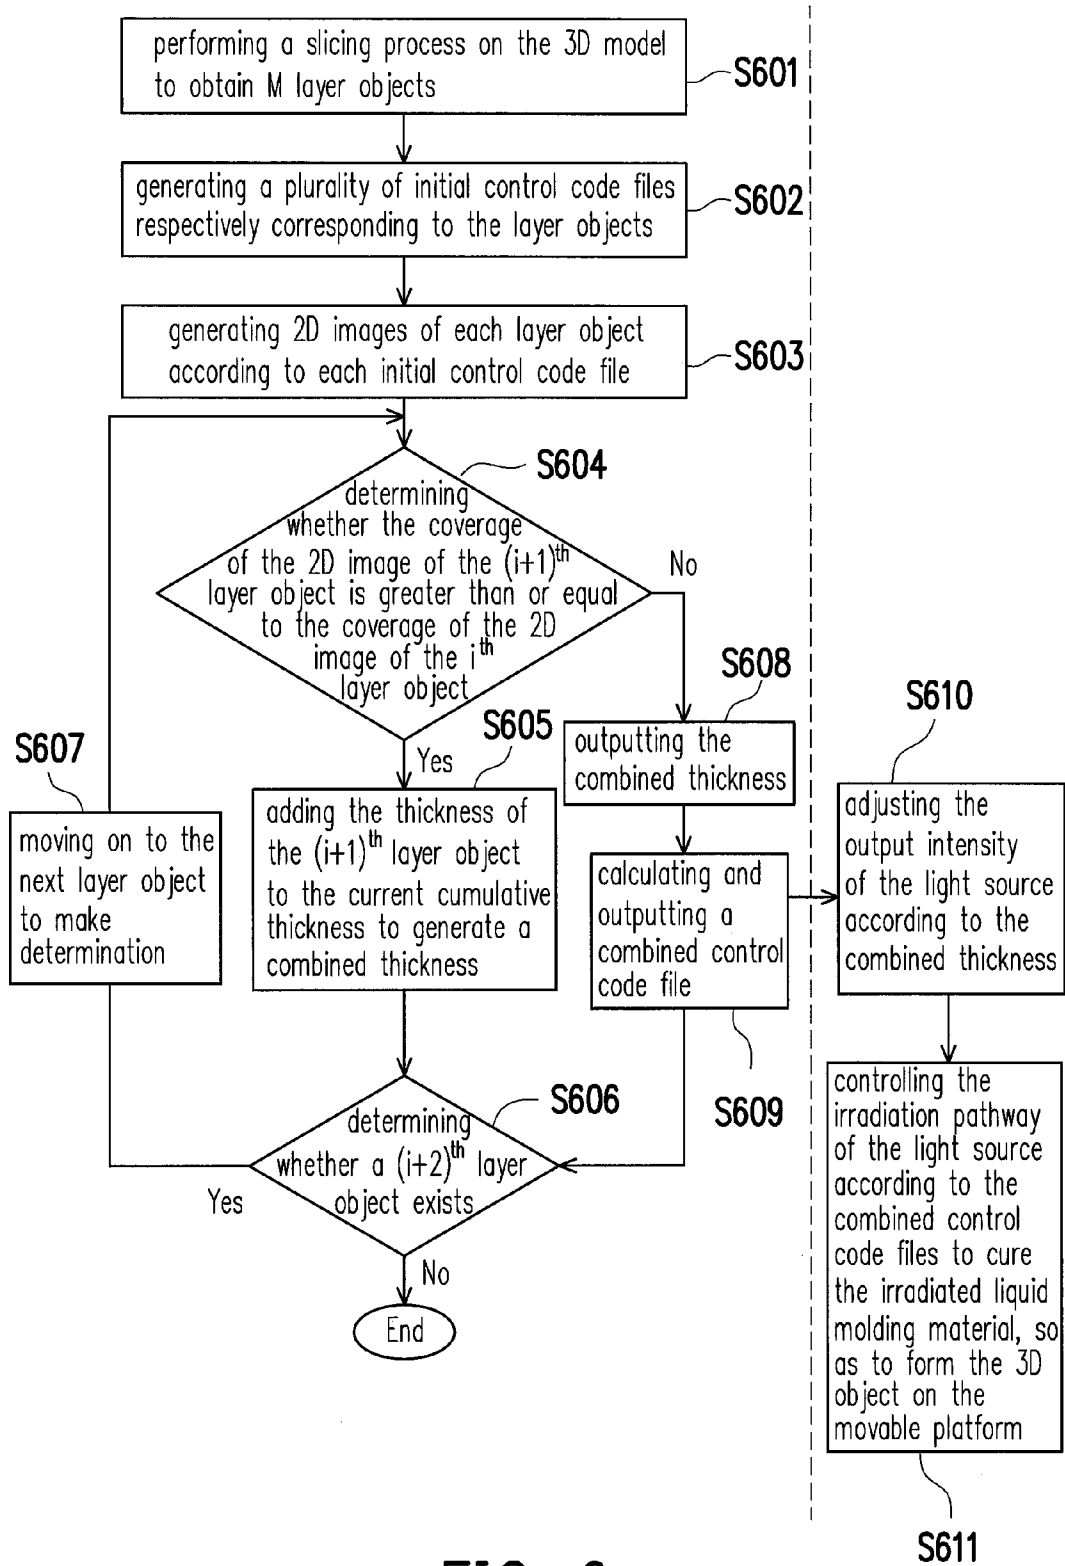 performing a slicing process on the 3D model
to obtain M layer objects
S601
generating a plurality of initial control code files
respectively corresponding to the layer objects
S602
generating 2D images of each layer object
according to each initial control code file
S603
S604
determining
whether the coverage
of the 2D image of the (i+1)th
layer object is greater than or equal
to the coverage of the 2D
image of the ith
layer object
No
Yes
S605
adding the thickness of
the (i+1)th layer object
to the current cumulative
thickness to generate a
combined thickness
S607
moving on to the
next layer object
to make
determination
S608
outputting the
combined thickness
calculating and
outputting a
combined control
code file
S609
S606
determining
whether a (i+2)th layer
object exists
Yes
No
End
S610
adjusting the
output intensity
of the light source
according to the
combined thickness
controlling the
irradiation pathway
of the light source
according to the
combined control
code files to cure
the irradiated liquid
molding material, so
as to form the 3D
object on the
movable platform
S611